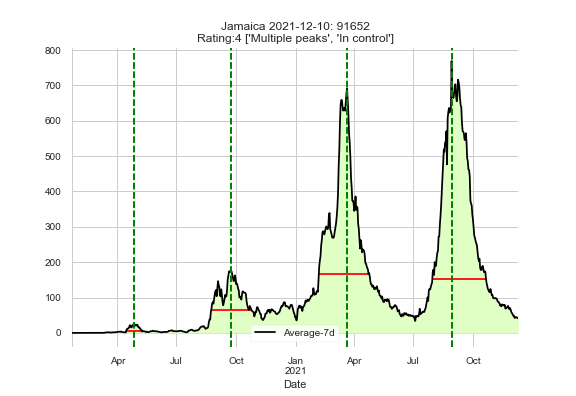 Jamaica 2021-12-10: 91652
Rating:4 ['Multiple peaks', 'In control']
800
700
600
500
400
300
200
100
0
Average-7d
Apr Jul Oct Jan Apr Jul Oct
2021
Date